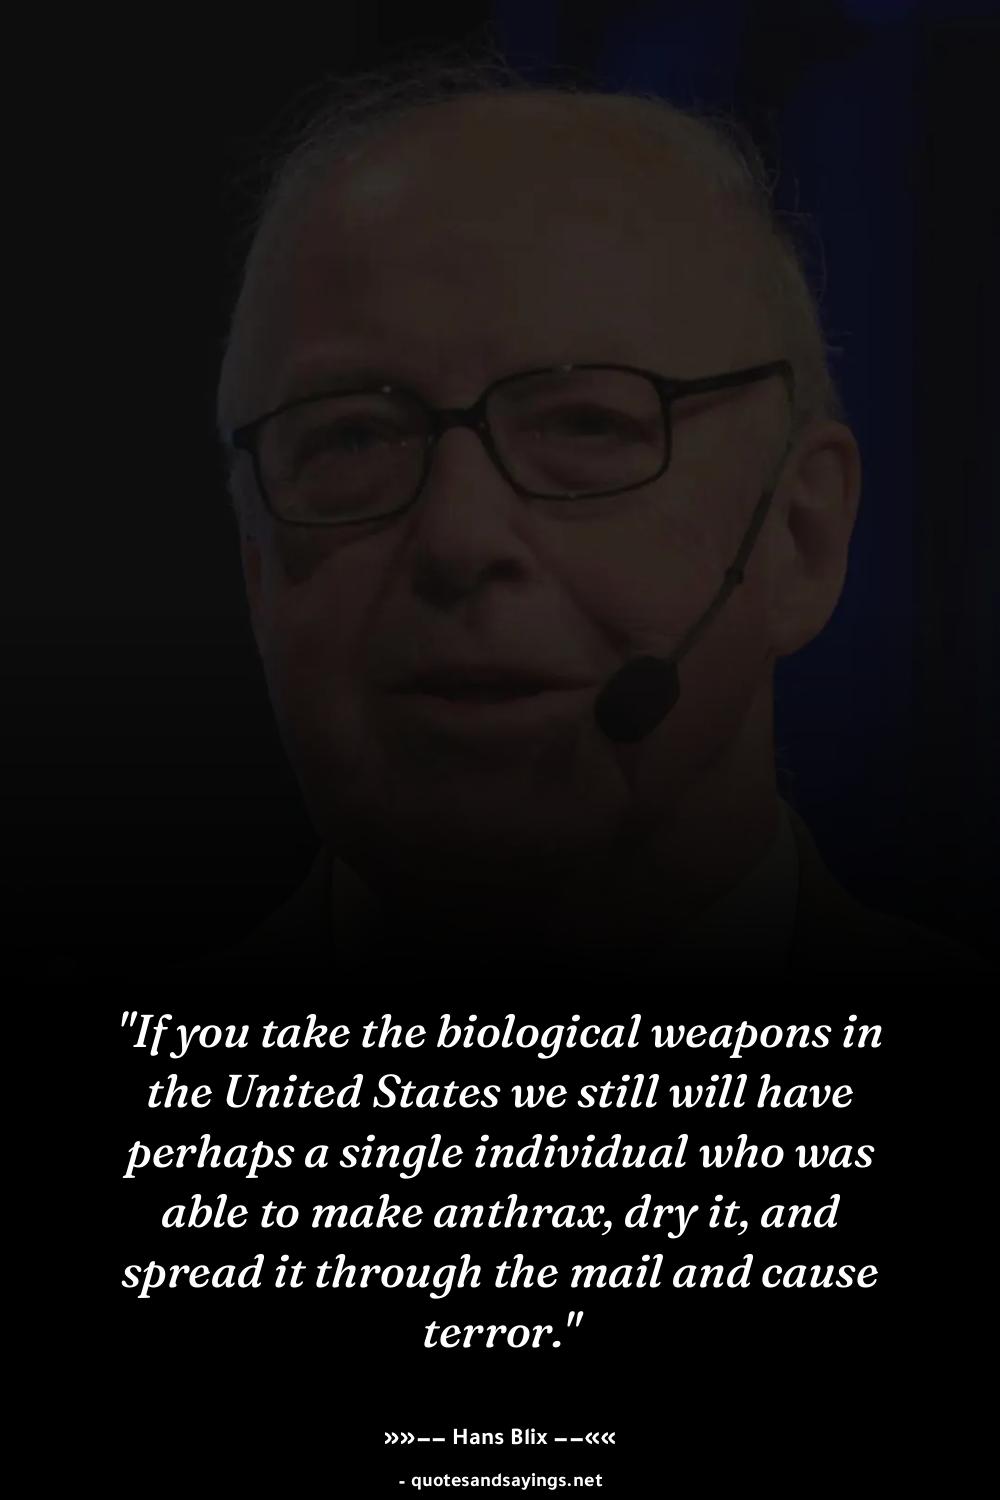 "If you take the biological weapons in
the United States we still will have
perhaps a single individual who was
able to make anthrax, dry it, and
spread it through the mail and cause
terror."
»»–– Hans Blix ––««
- quotesandsayings.net